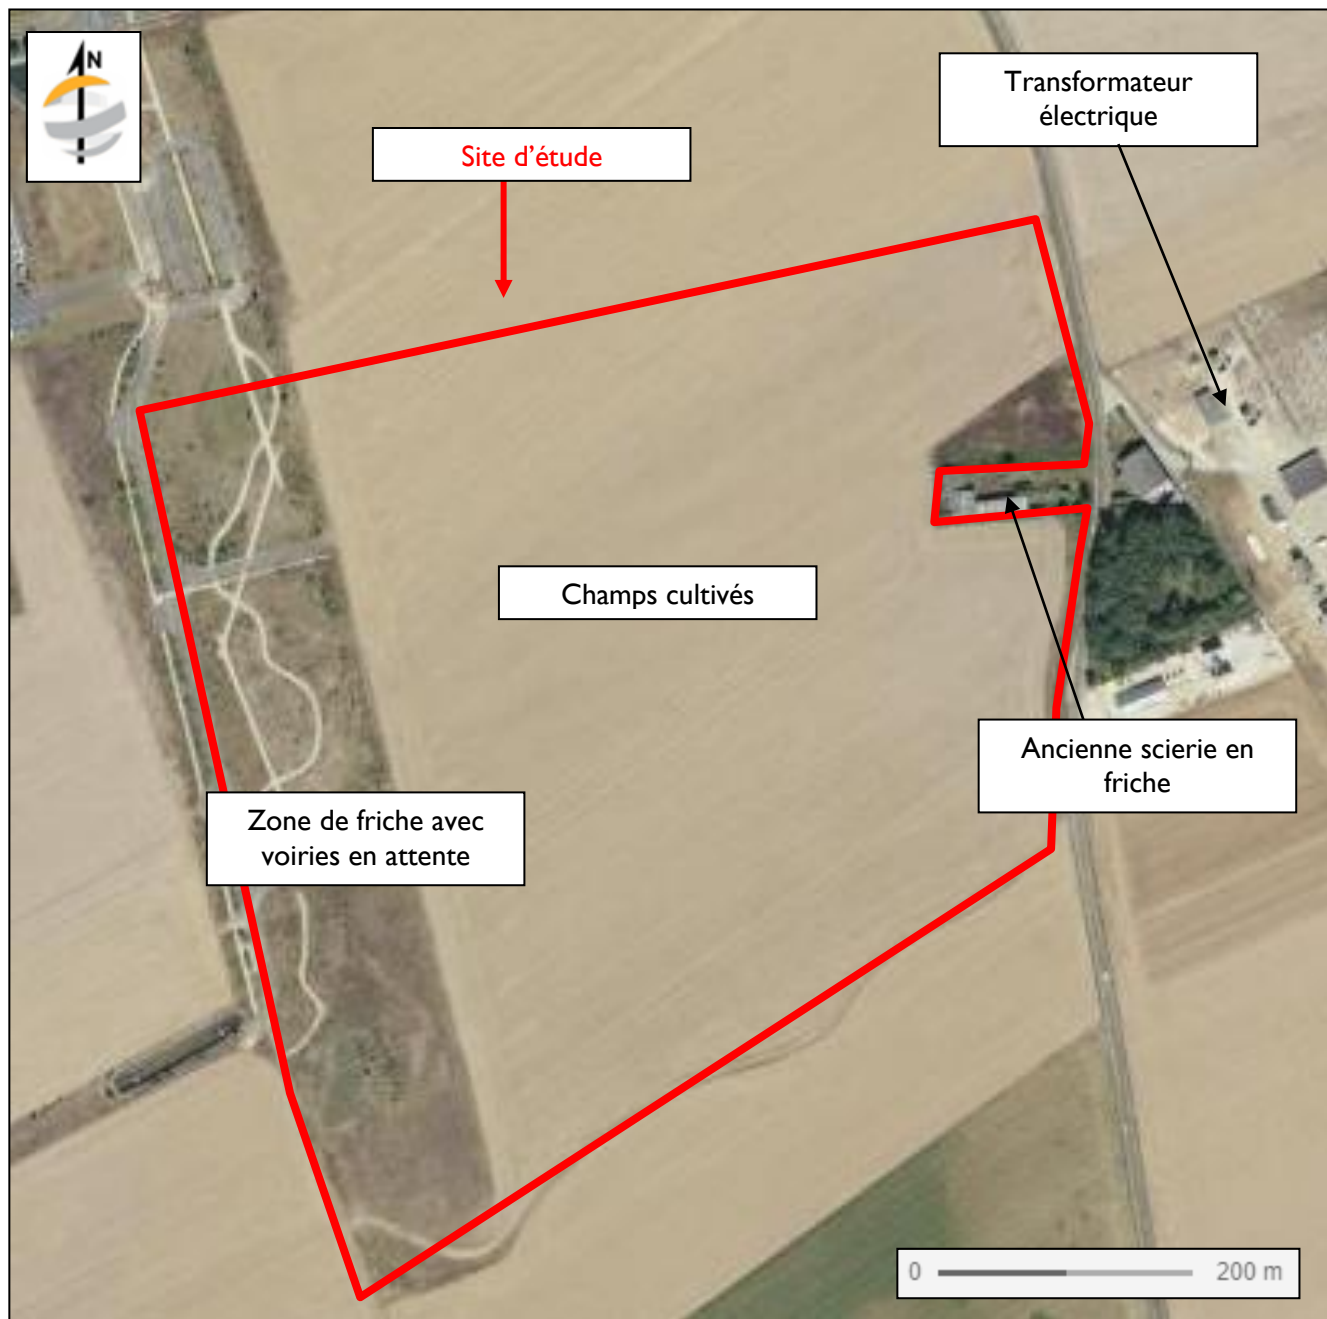 N
Transformateur
électrique
Site d’étude
Champs cultivés
Ancienne scierie en
friche
Zone de friche avec
voiries en attente
0 200 m